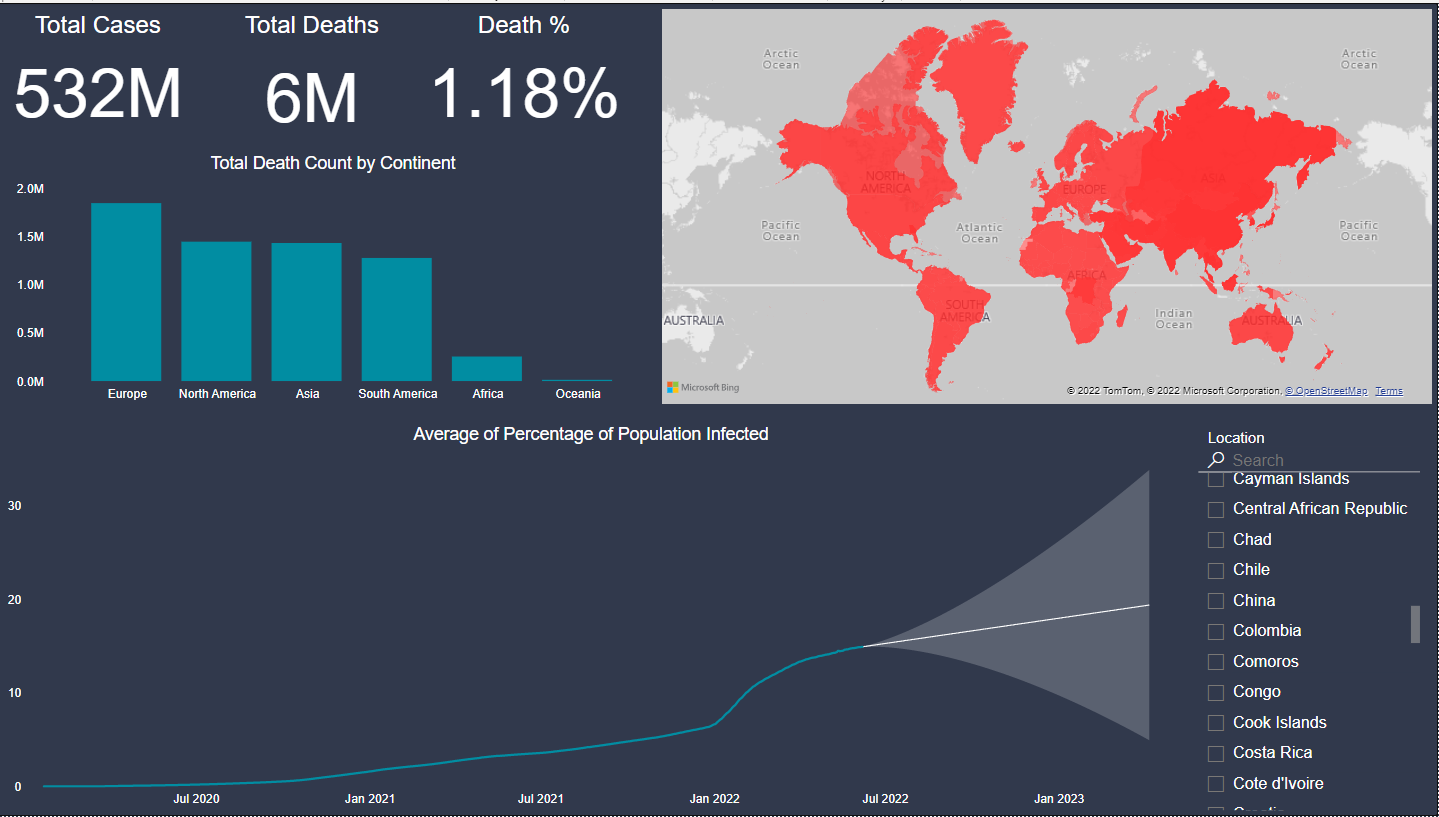 Total Cases
Total Deaths
Death %
532M
6M
1.18%
Total Death Count by Continent
2.0M
1.5M
1.0M
0.5M
0.0M
Europe
North America
Asia
South America
Africa
Oceania
Arctic
Ocean
Arctic
Ocean
NORTH
AMERICA
EUROPE
ASIA
Pacific
Ocean
Atlantic
Ocean
Pacific
Ocean
AFRICA
SOUTH
AMERICA
Indian
Ocean
AUSTRALIA
AUSTRALIA
Microsoft Bing
© 2022 TomTom, © 2022 Microsoft Corporation, © OpenStreetMap Terms
Average of Percentage of Population Infected
30
20
10
0
Jul 2020
Jan 2021
Jul 2021
Jan 2022
Jul 2022
Jan 2023
Location
Search
Cayman Islands
Central African Republic
Chad
Chile
China
Colombia
Comoros
Congo
Cook Islands
Costa Rica
Cote d'Ivoire